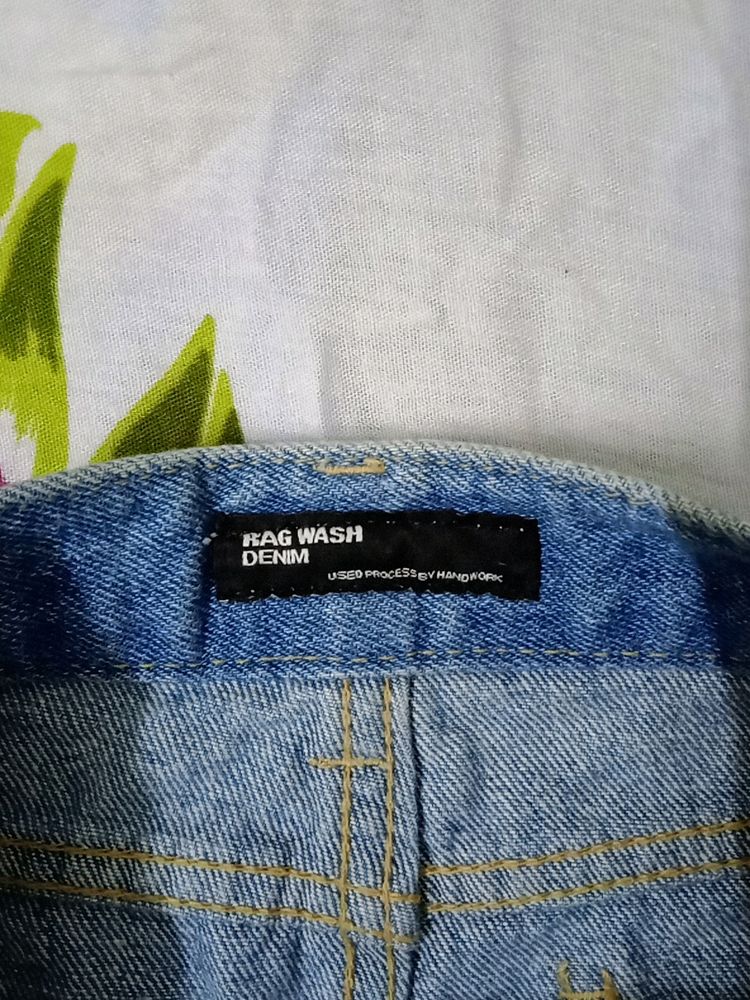 RAG WASH
DENIM
USED PROCESS BY HANDWORK